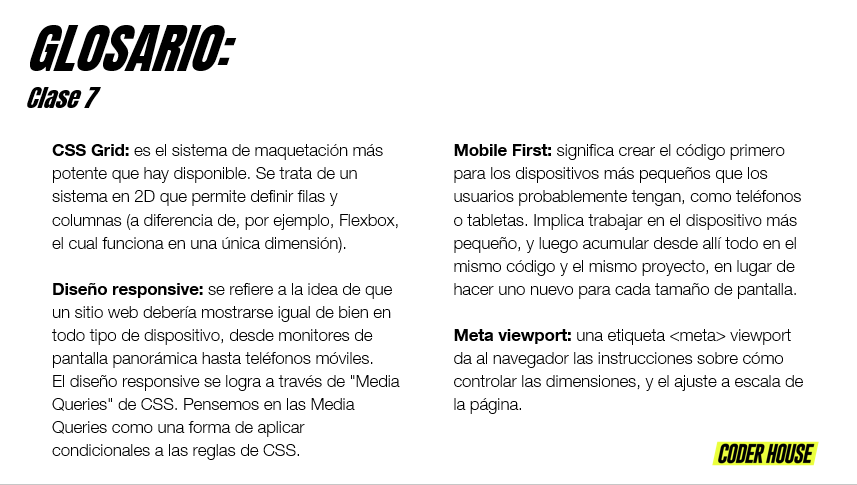 GLOSARIO:
Clase 7
CSS Grid: es el sistema de maquetación más
potente que hay disponible. Se trata de un
sistema en 2D que permite definir filas y
columnas (a diferencia de, por ejemplo, Flexbox,
el cual funciona en una única dimensión).
Diseño responsive: se refiere a la idea de que
un sitio web debería mostrarse igual de bien en
todo tipo de dispositivo, desde monitores de
pantalla panorámica hasta teléfonos móviles.
El diseño responsive se logra a través de "Media
Queries" de CSS. Pensemos en las Media
Queries como una forma de aplicar
condicionales a las reglas de CSS.
Mobile First: significa crear el código primero
para los dispositivos más pequeños que los
usuarios probablemente tengan, como teléfonos
o tabletas. Implica trabajar en el dispositivo más
pequeño, y luego acumular desde allí todo en el
mismo código y el mismo proyecto, en lugar de
hacer uno nuevo para cada tamaño de pantalla.
Meta viewport: una etiqueta <meta> viewport
da al navegador las instrucciones sobre cómo
controlar las dimensiones, y el ajuste a escala de
la página.
CODER HOUSE